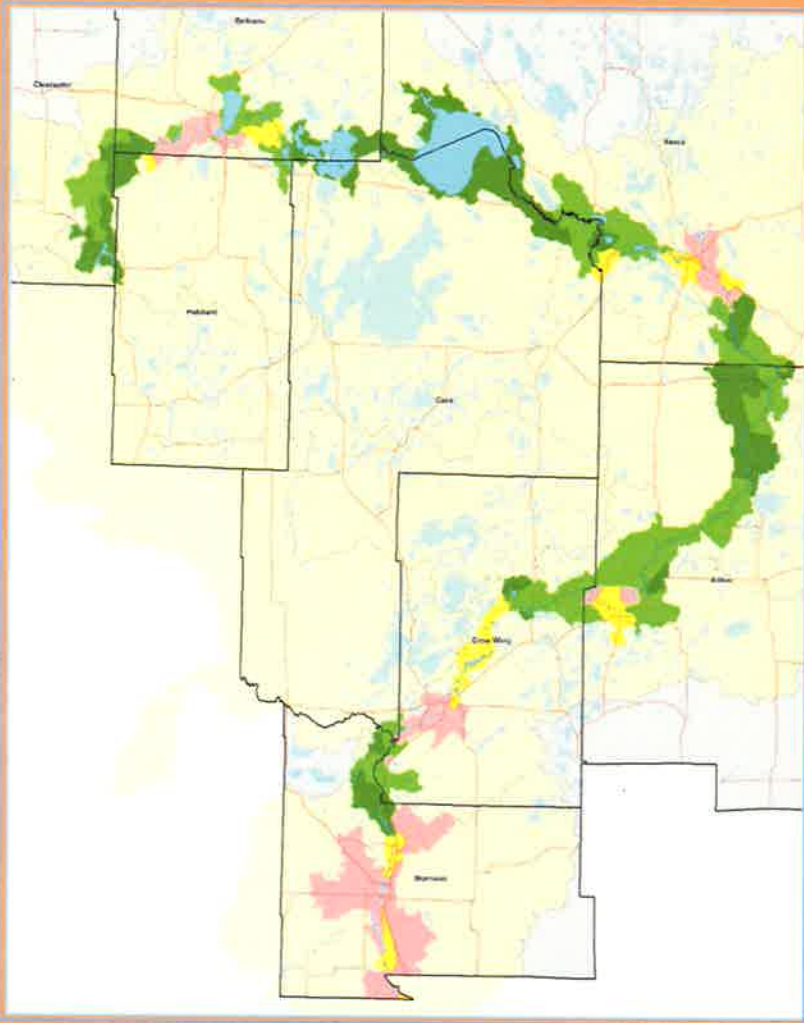 Beltrami
Clearwater
Itasca
Hubbard
Cass
Aitkin
Crow Wing
Morrison